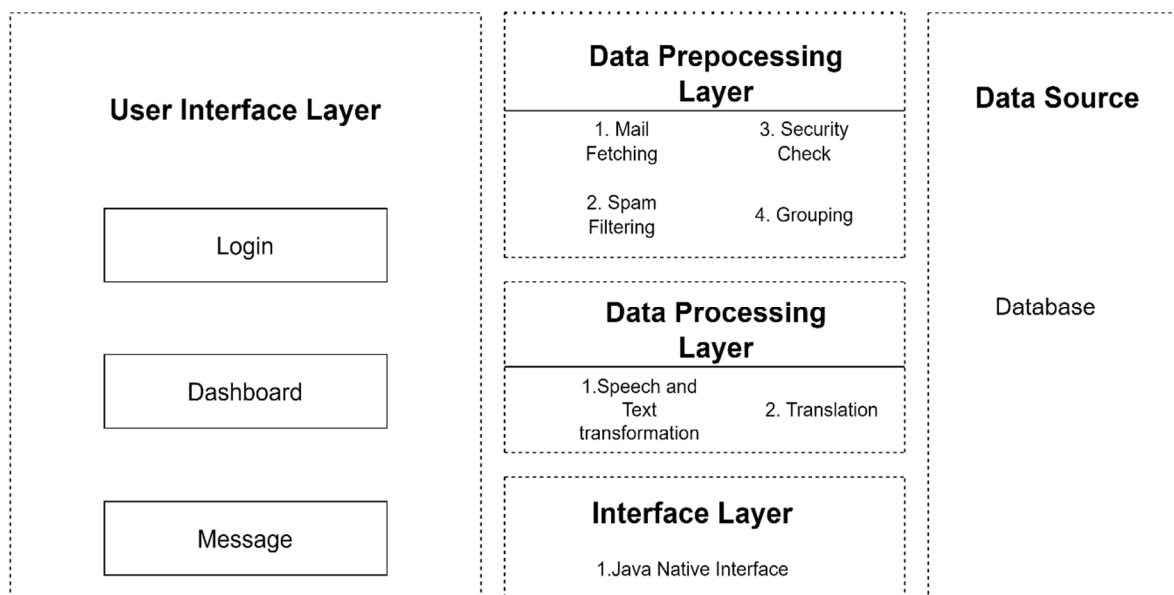 User Interface Layer
Login
Dashboard
Message
Data Prepocessing
Layer
1. Mail
Fetching
3. Security
Check
2. Spam
Filtering
4. Grouping
Data Processing
Layer
1.Speech and
Text
transformation
2. Translation
Interface Layer
1.Java Native Interface
Data Source
Database